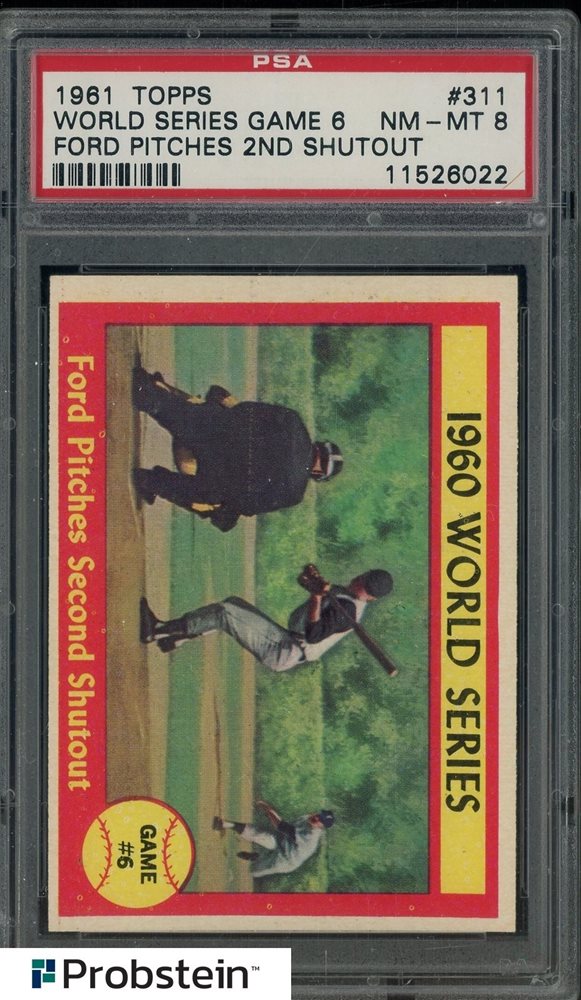 PSA
1961 TOPPS #311
WORLD SERIES GAME 6 NM - MT 8
FORD PITCHES 2ND SHUTOUT
11526022
1960 WORLD SERIES
Ford Pitches Second Shutout
GAME
#6
Probstein™